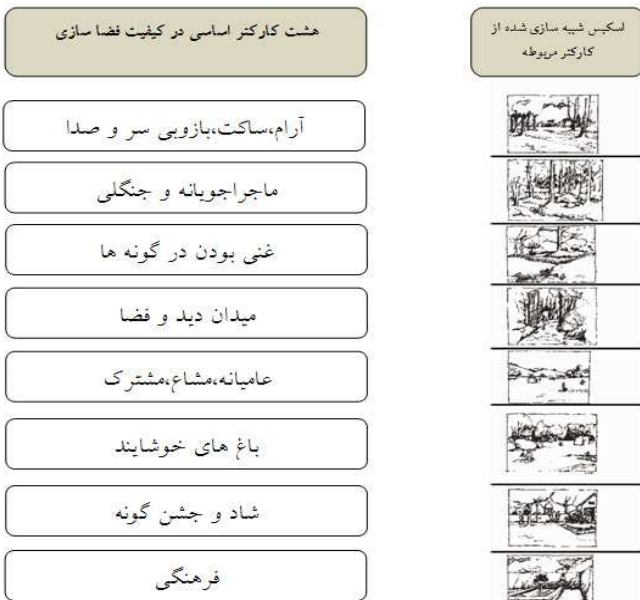 هشت کارکتر اساسی در کیفیت فضا سازی
اسکیس شبیه سازی شده از
کارکتر مربوطه
آرام،ساکت،بازوبی سر و صدا
ماجراجویانه و جنگلی
غنی بودن در گونه ها
میدان دید و فضا
عامیانه،مشاع،مشترک
باغ های خوشایند
شاد و جشن گونه
فرهنگی